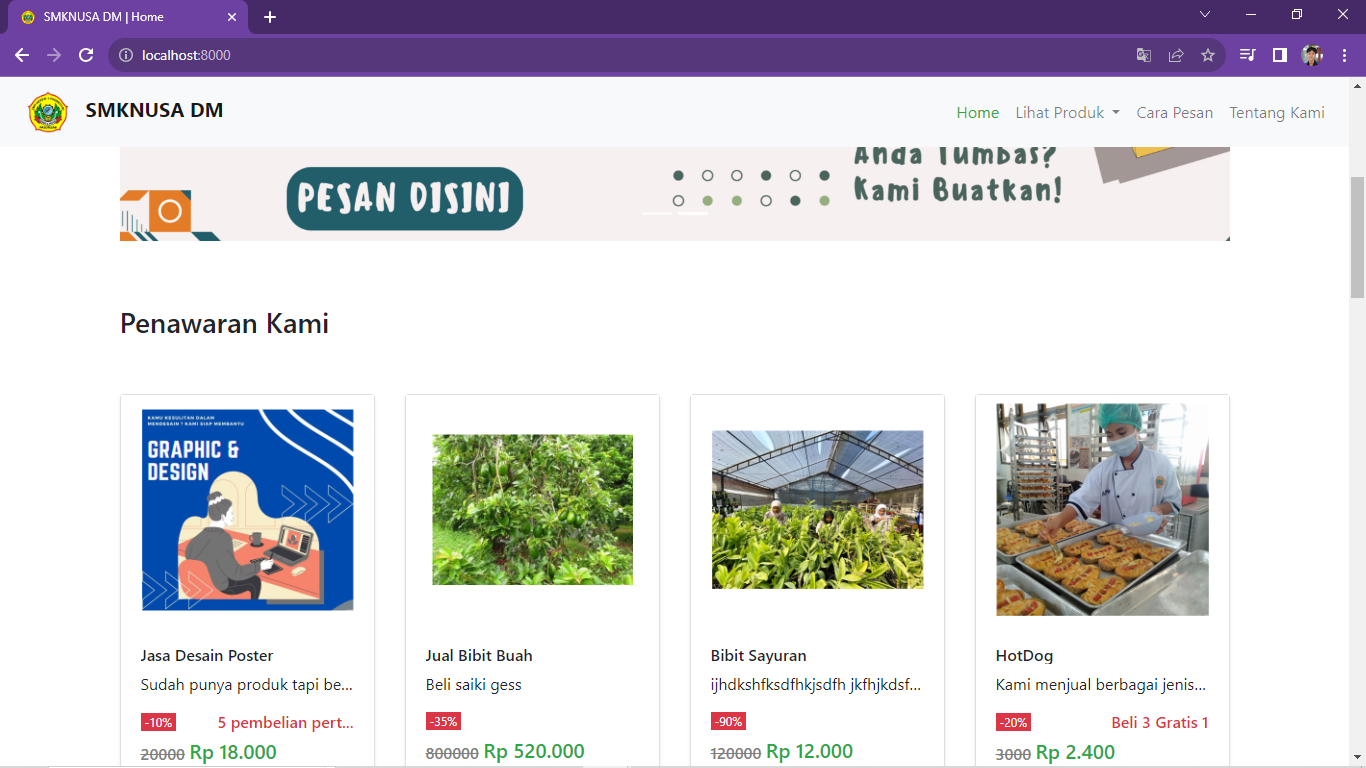 SMKNUSA DM | Home
localhost:8000
SMKNUSA DM
Home Lihat Produk Cara Pesan Tentang Kami
PESAN DISINI
Anda Tumbas?
Kami Buatkan!
Penawaran Kami
KAMU KESULITAN DALAM
MENDESAIN ? KAMI SIAP MEMBANTU
GRAPHIC &
DESIGN
Jasa Desain Poster
Sudah punya produk tapi be...
-10% 5 pembelian pert...
20000 Rp 18.000
Jual Bibit Buah
Beli saiki gess
-35%
800000 Rp 520.000
Bibit Sayuran
ijhdkshfksdfhkjsdfh jkfhjkdsf...
-90%
120000 Rp 12.000
HotDog
Kami menjual berbagai jenis...
-20% Beli 3 Gratis 1
3000 Rp 2.400